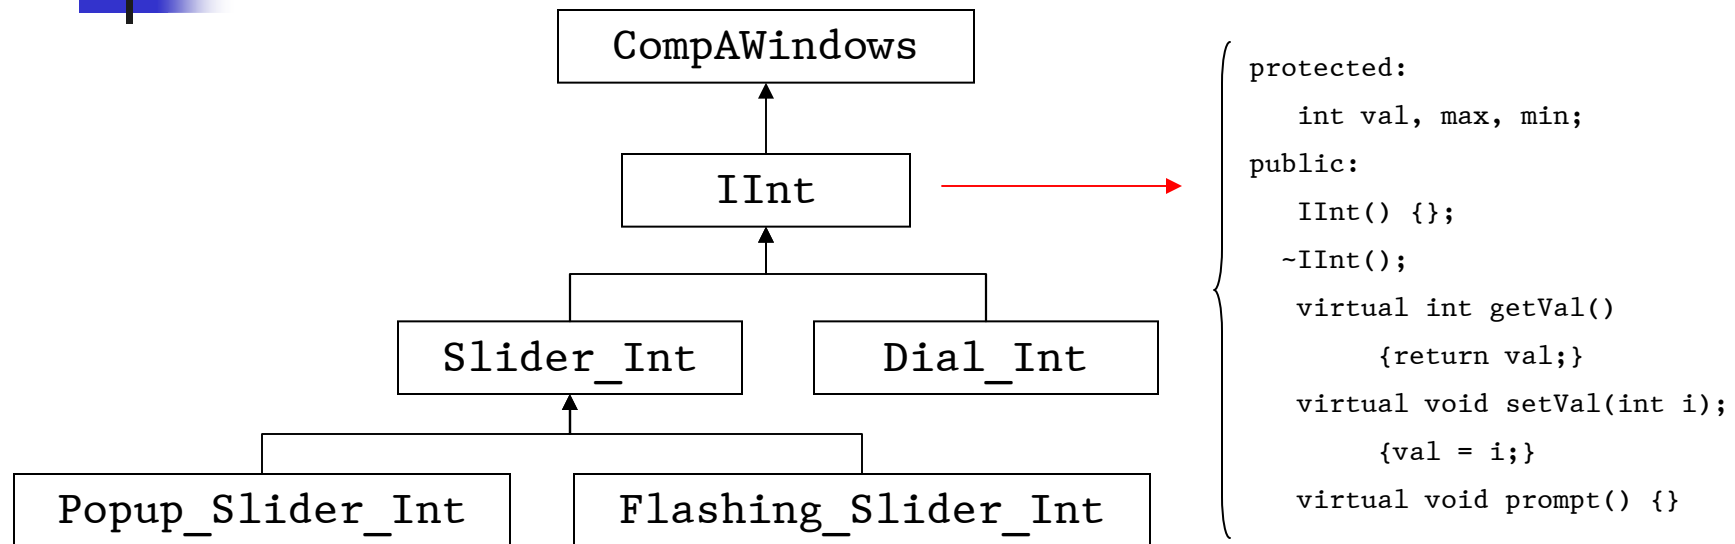 CompAWindows
IInt
Slider_Int
Dial_Int
Popup_Slider_Int
Flashing_Slider_Int
protected:
int val, max, min;
public:
IInt() {};
~IInt();
virtual int getVal()
{return val;}
virtual void setVal(int i);
{val = i;}
virtual void prompt() {}